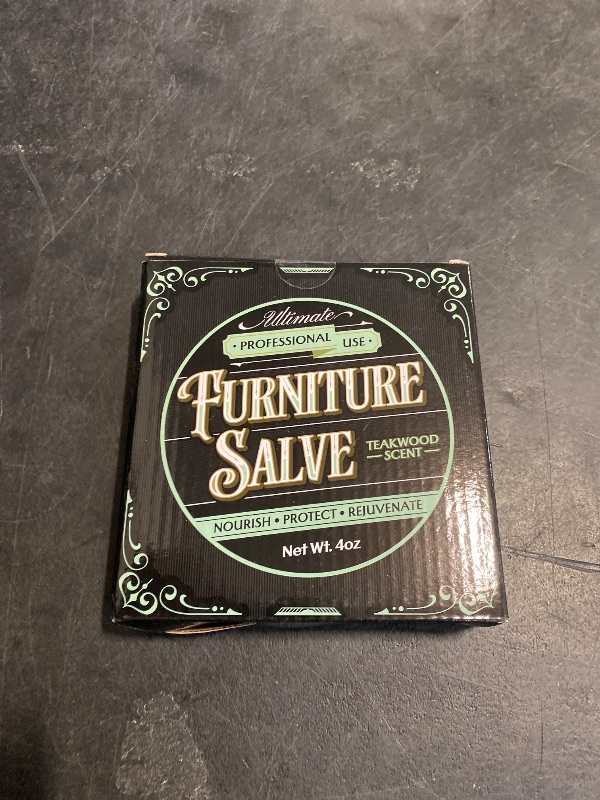 Ultimate
• PROFESSIONAL USE •
FURNITURE
SALVE
TEAKWOOD
— SCENT —
NOURISH • PROTECT • REJUVENATE
Net Wt. 4oz